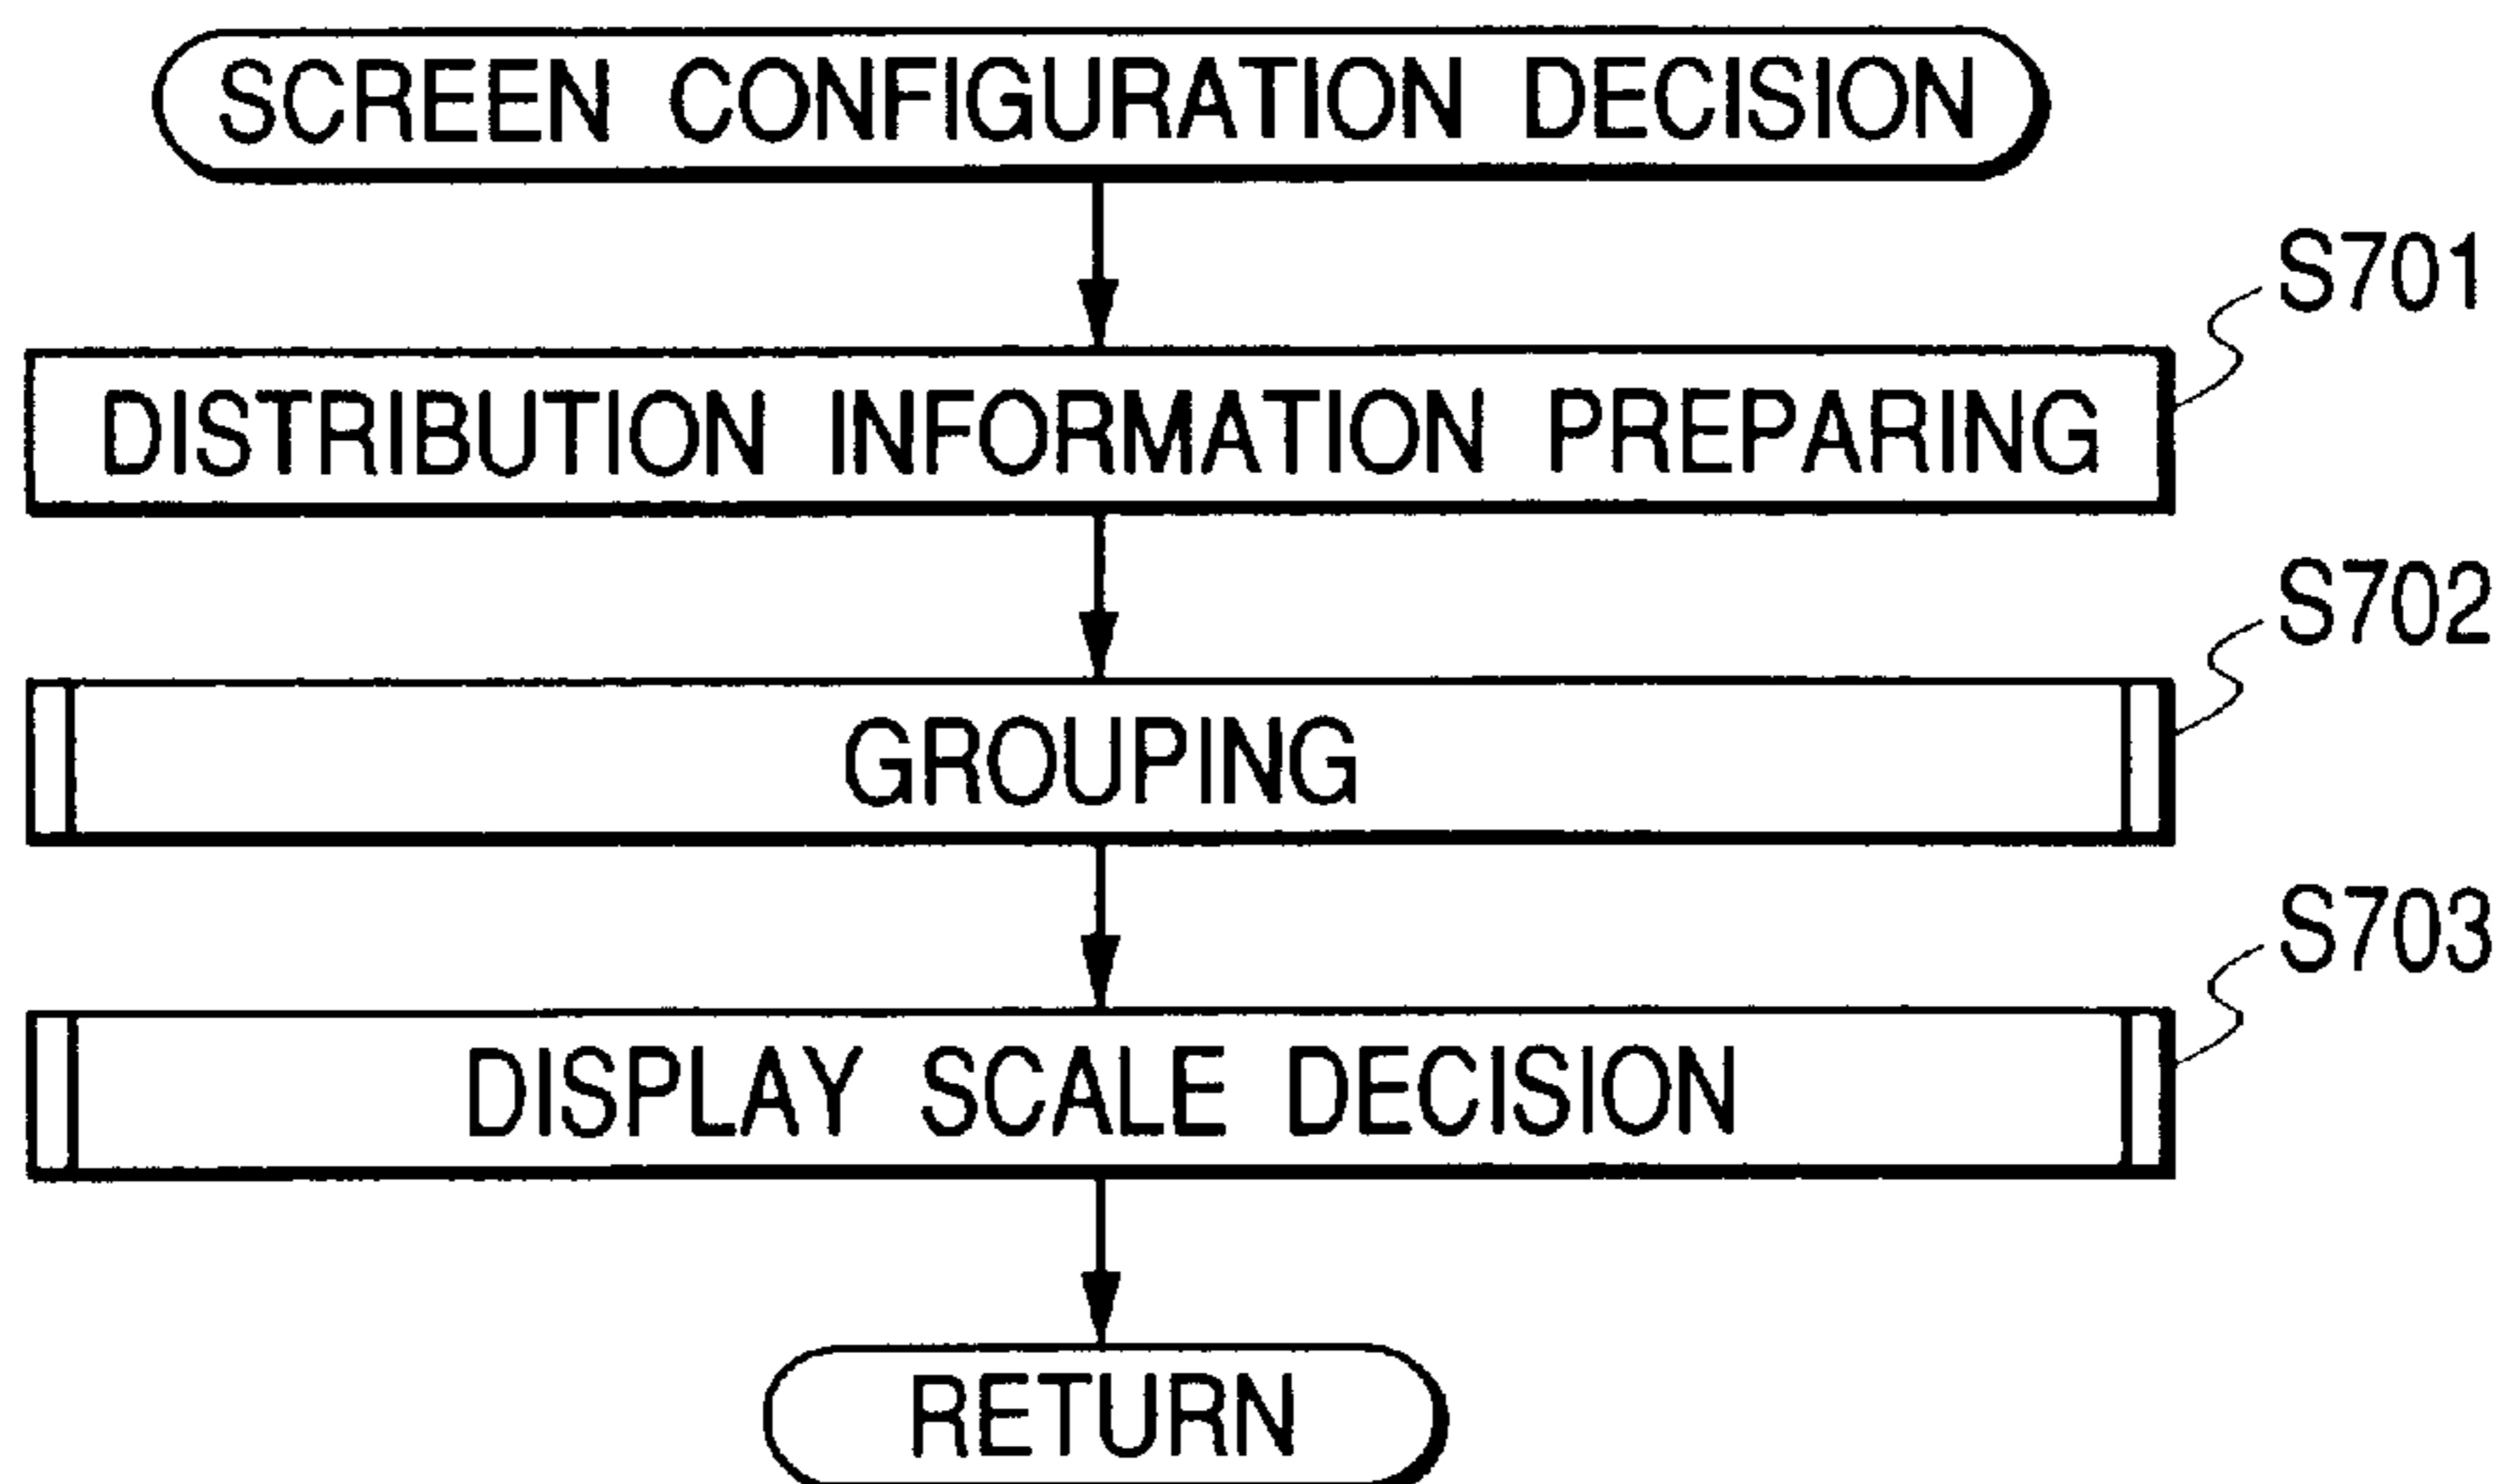 SCREEN CONFIGURATION DECISION
S701
DISTRIBUTION INFORMATION PREPARING
S702
GROUPING
S703
DISPLAY SCALE DECISION
RETURN